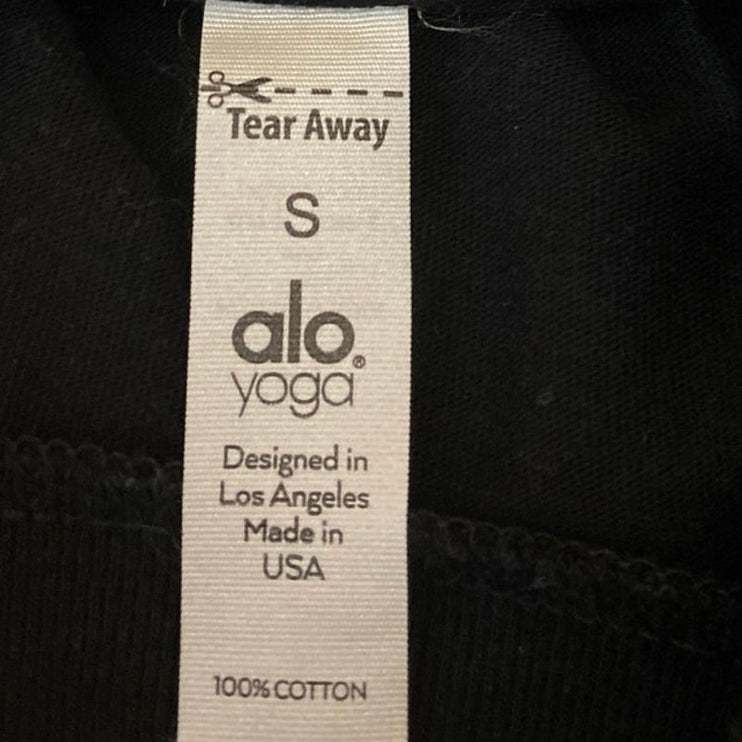 Tear Away
S
alo®
yoga
Designed in
Los Angeles
Made in
USA
100% COTTON